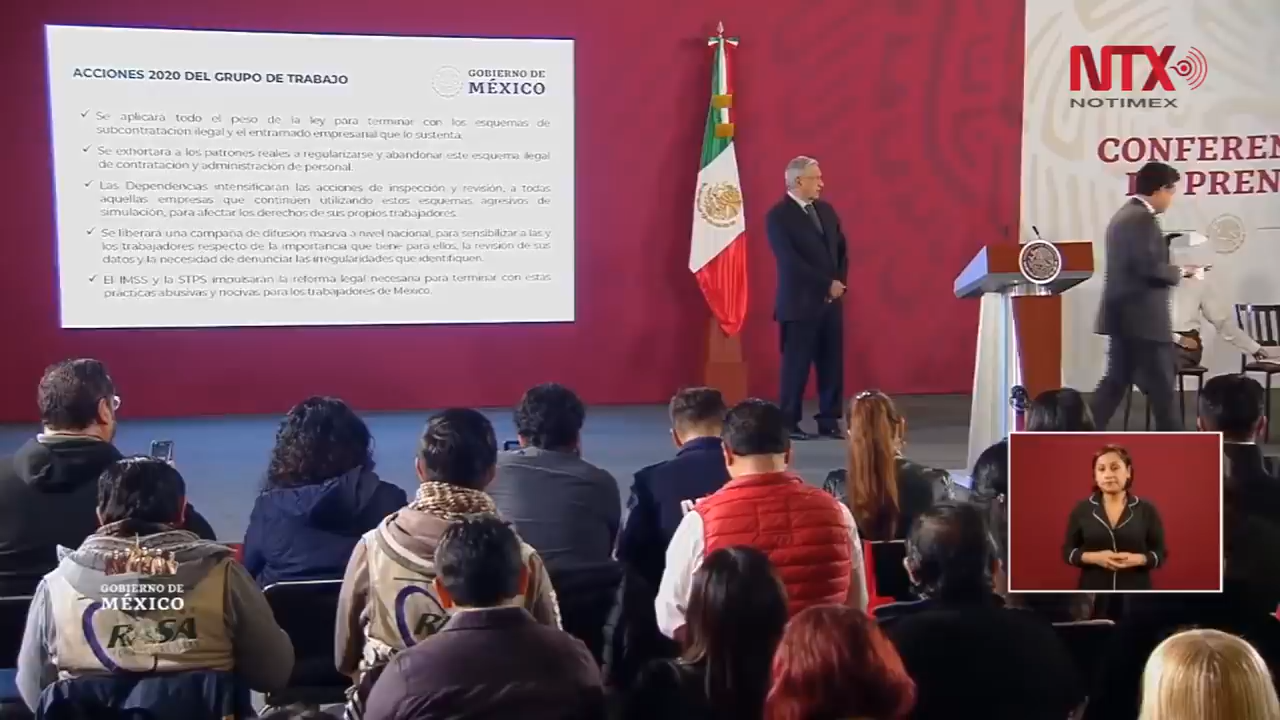 ACCIONES 2020 DEL GRUPO DE TRABAJO
GOBIERNO DE
MÉXICO
✓ Se aplicará todo el peso de la ley para terminar con los esquemas de
subcontratación ilegal y el entramado empresarial que lo sustenta.
✓ Se exhortará a los patrones reales a regularizarse y abandonar este esquema ilegal
de contratación y administración de personal.
✓ Las Dependencias intensificarán las acciones de inspección y revisión, a todas
aquellas empresas que continúen utilizando estos esquemas agresivos de
simulación, para afectar los derechos de sus propios trabajadores.
✓ Se liberará una campaña de difusión masiva a nivel nacional, para sensibilizar a las y
los trabajadores respecto de la importancia que tiene para ellos, la revisión de sus
datos y la necesidad de denunciar las irregularidades que identifiquen.
✓ El IMSS y la STPS impulsarán la reforma legal necesaria para terminar con estas
prácticas abusivas y nocivas para los trabajadores de México.
NTX
NOTIMEX
CONFEREN
PREN
GOBIERNO DE
MÉXICO